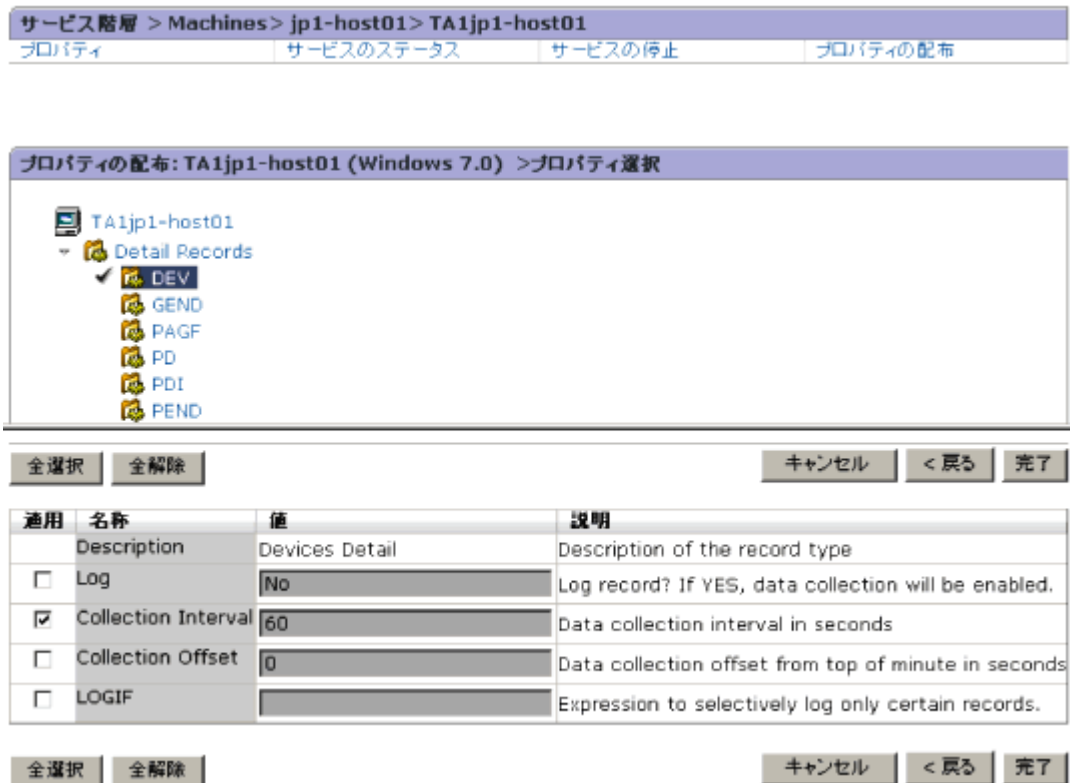 サービス階層 > Machines> jp1-host01> TA1jp1-host01
プロパティ サービスのステータス サービスの停止 プロパティの配布
プロパティの配布: TA1jp1-host01 (Windows 7.0) >プロパティ選択
TA1jp1-host01
Detail Records
DEV
GEND
PAGF
PD
PDI
PEND
全選択 全解除 キャンセル < 戻る 完了
適用 名称 値 説明
Description Devices Detail Description of the record type
Log No Log record? If YES, data collection will be enabled.
Collection Interval 60 Data collection interval in seconds
Collection Offset 0 Data collection offset from top of minute in seconds
LOGIF Expression to selectively log only certain records.
全選択 全解除 キャンセル < 戻る 完了